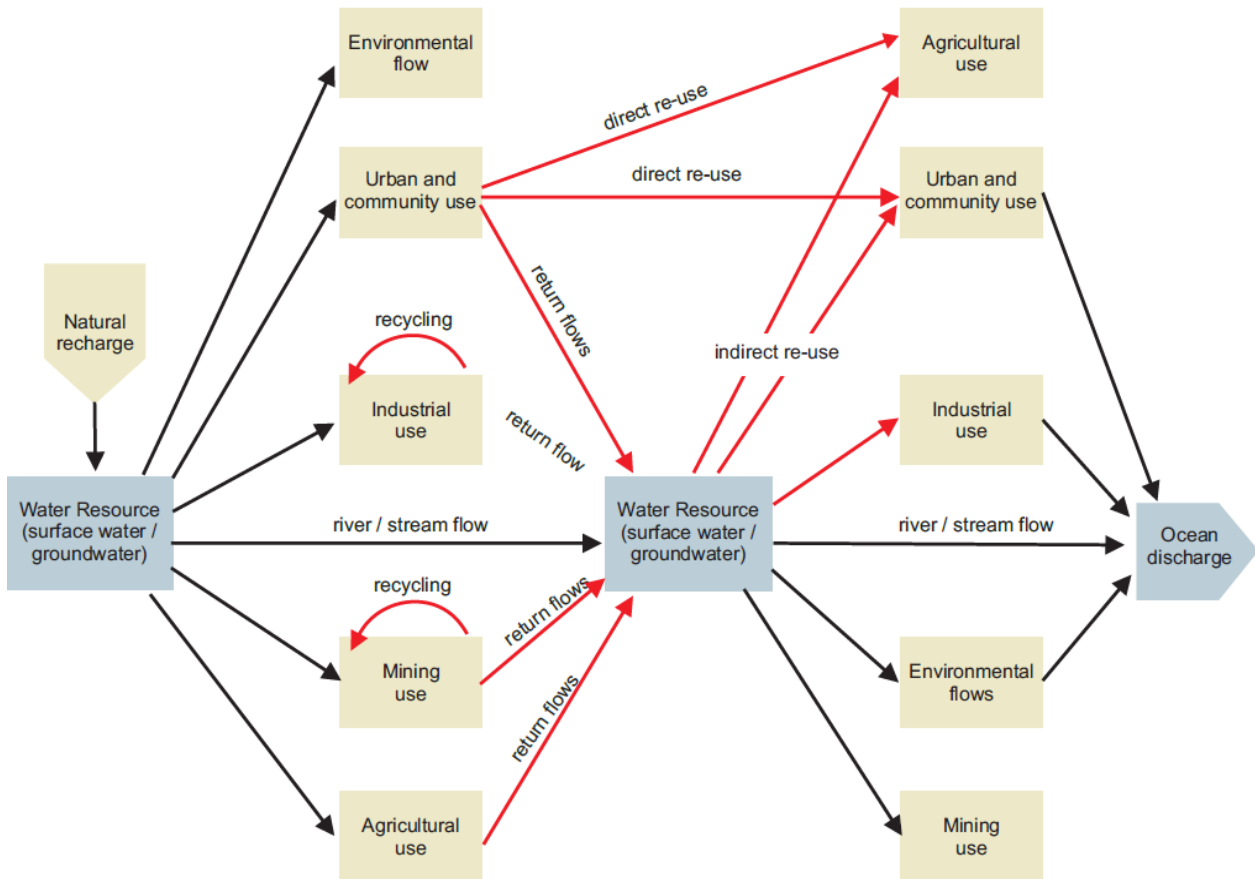 Environmental
flow
Agricultural
use
direct re-use
Urban and
community use
direct re-use
Urban and
community use
Natural
recharge
return flows
recycling
indirect re-use
Industrial
use
return flow
Industrial
use
Water Resource
(surface water /
groundwater)
river / stream flow
Water Resource
(surface water /
groundwater)
river / stream flow
Ocean
discharge
recycling
return flows
Mining
use
Environmental
flows
return flows
Agricultural
use
Mining
use